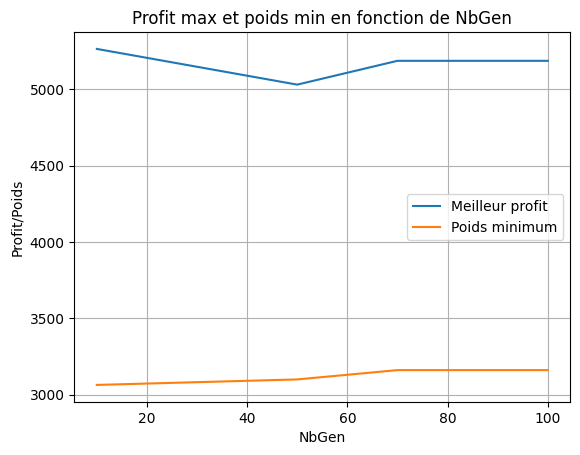 Profit max et poids min en fonction de NbGen
Profit/Poids
5000
4500
4000
3500
3000
Meilleur profit
Poids minimum
20
40
60
80
100
NbGen